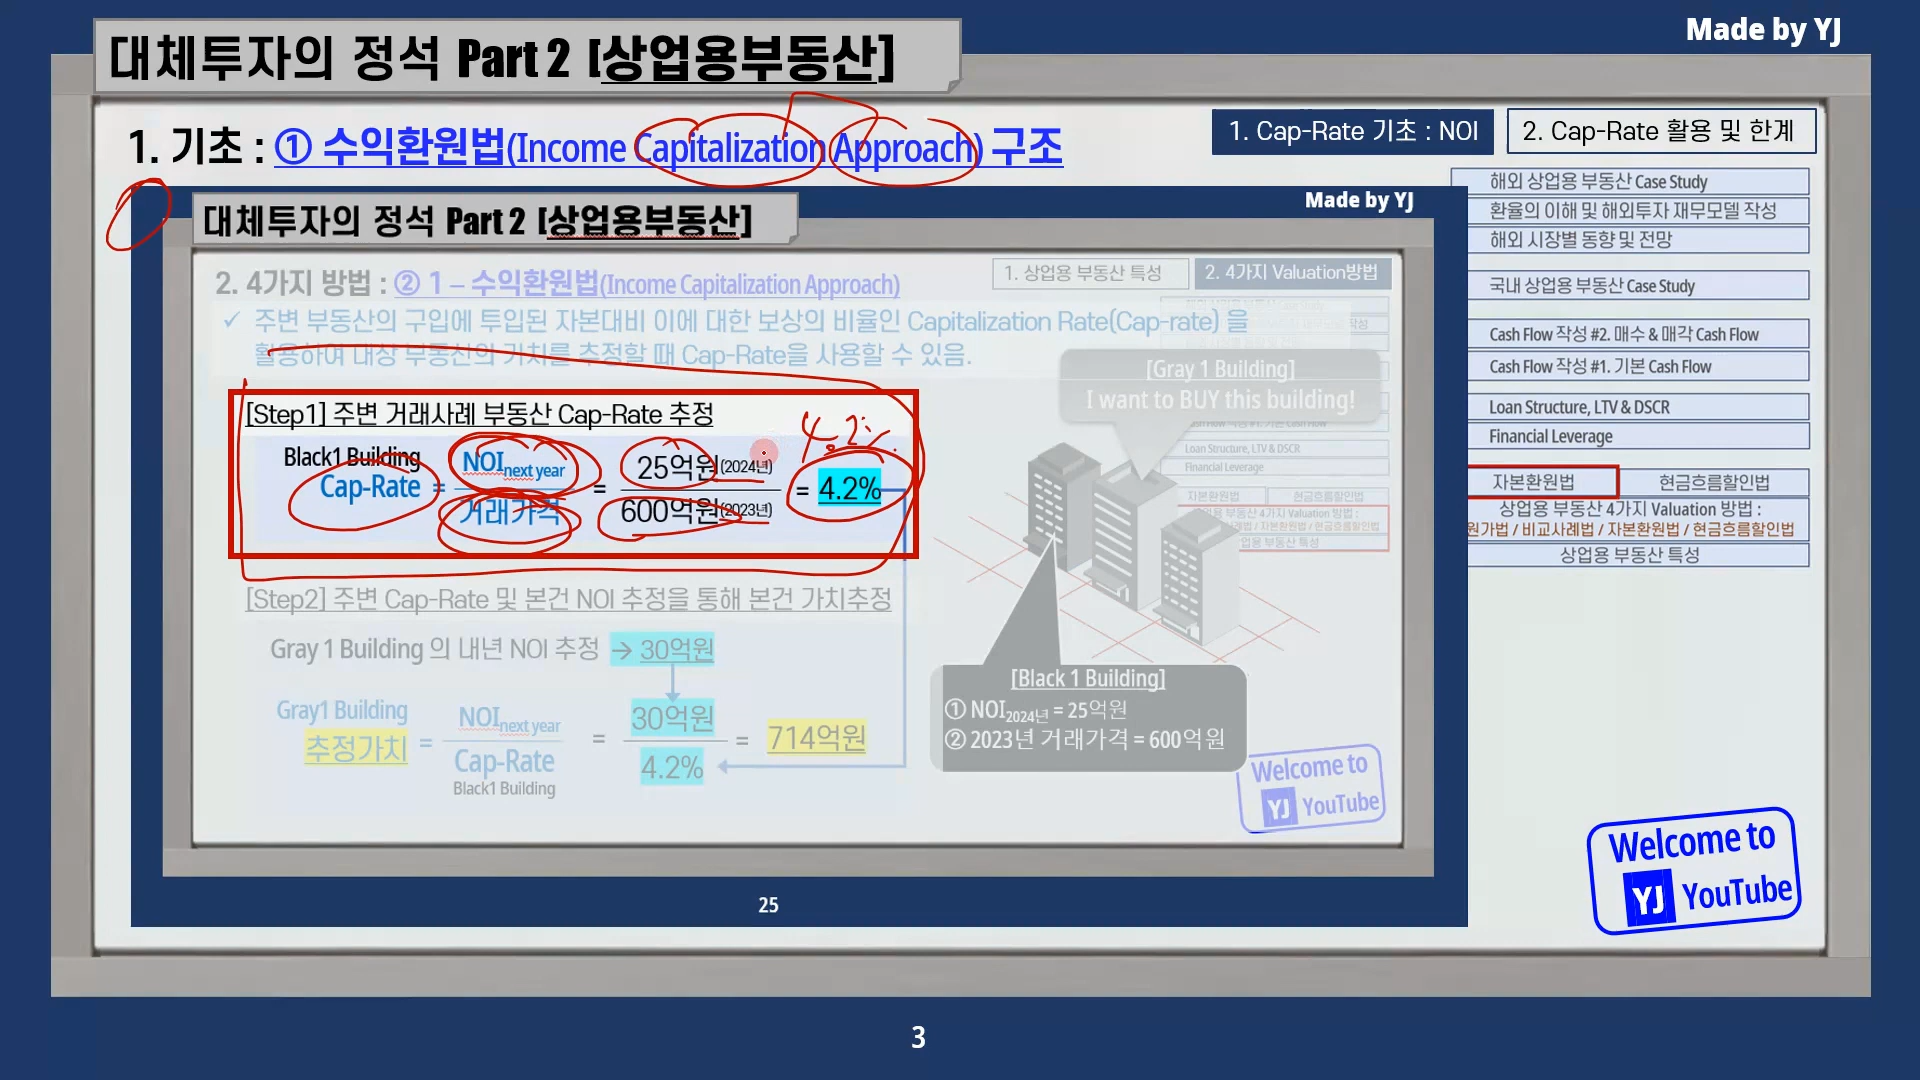 Made by YJ
대체투자의 정석 Part 2 [상업용부동산]
1. 기초 : ① 수익환원법(Income Capitalization Approach) 구조
1. Cap-Rate 기초 : NOI
2. Cap-Rate 활용 및 한계
Made by YJ
대체투자의 정석 Part 2 [상업용부동산]
2. 4가지 방법 : ② 1 – 수익환원법(Income Capitalization Approach)
1. 상업용 부동산 특성
2. 4가지 Valuation방법
✓ 주변 부동산의 구입에 투입된 자본대비 이에 대한 보상의 비율인 Capitalization Rate(Cap-rate) 을
활용하여 대상 부동산의 가치를 추정할 때 Cap-Rate을 사용할 수 있음.
[Step1] 주변 거래사례 부동산 Cap-Rate 추정
4.2%
Black1 Building
Cap-Rate = NOI next year / 거래가격 = 25억원(2024년) / 600억원(2023년) = 4.2%
[Step2] 주변 Cap-Rate 및 본건 NOI 추정을 통해 본건 가치추정
Gray 1 Building 의 내년 NOI 추정 → 30억원
Gray1 Building
추정가치 = NOI next year / Cap-Rate Black1 Building = 30억원 / 4.2% = 714억원
[Gray 1 Building]
I want to BUY this building!
Loan Structure, LTV & DSCR
Financial Leverage
자본환원법
현금흐름할인법
[Black 1 Building]
① NOI2024년 = 25억원
② 2023년 거래가격 = 600억원
Welcome to
YJ YouTube
25
해외 상업용 부동산 Case Study
환율의 이해 및 해외투자 재무모델 작성
해외 시장별 동향 및 전망
국내 상업용 부동산 Case Study
Cash Flow 작성 #2. 매수 & 매각 Cash Flow
Cash Flow 작성 #1. 기본 Cash Flow
Loan Structure, LTV & DSCR
Financial Leverage
자본환원법
현금흐름할인법
상업용 부동산 4가지 Valuation 방법 :
원가법 / 비교사례법 / 자본환원법 / 현금흐름할인법
상업용 부동산 특성
Welcome to
YJ YouTube
3